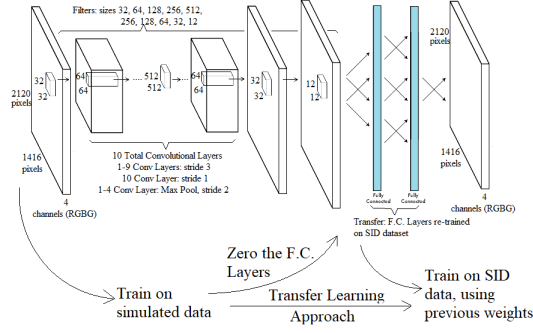 Filters: sizes 32, 64, 128, 256, 512,
256, 128, 64, 32, 12
2120
pixels
1416
pixels
4
channels (RGBG)
32
32
64
64
512
512
64
64
32
32
12
12
2120
pixels
1416
pixels
4
channels (RGBG)
10 Total Convolutional Layers
1-9 Conv Layers: stride 3
10 Conv Layer: stride 1
1-4 Conv Layer: Max Pool, stride 2
Fully
Connected
Fully
Connected
Transfer: F.C. Layers re-trained
on SID dataset
Zero the F.C.
Layers
Train on
simulated data
Transfer Learning
Approach
Train on SID
data, using
previous weights